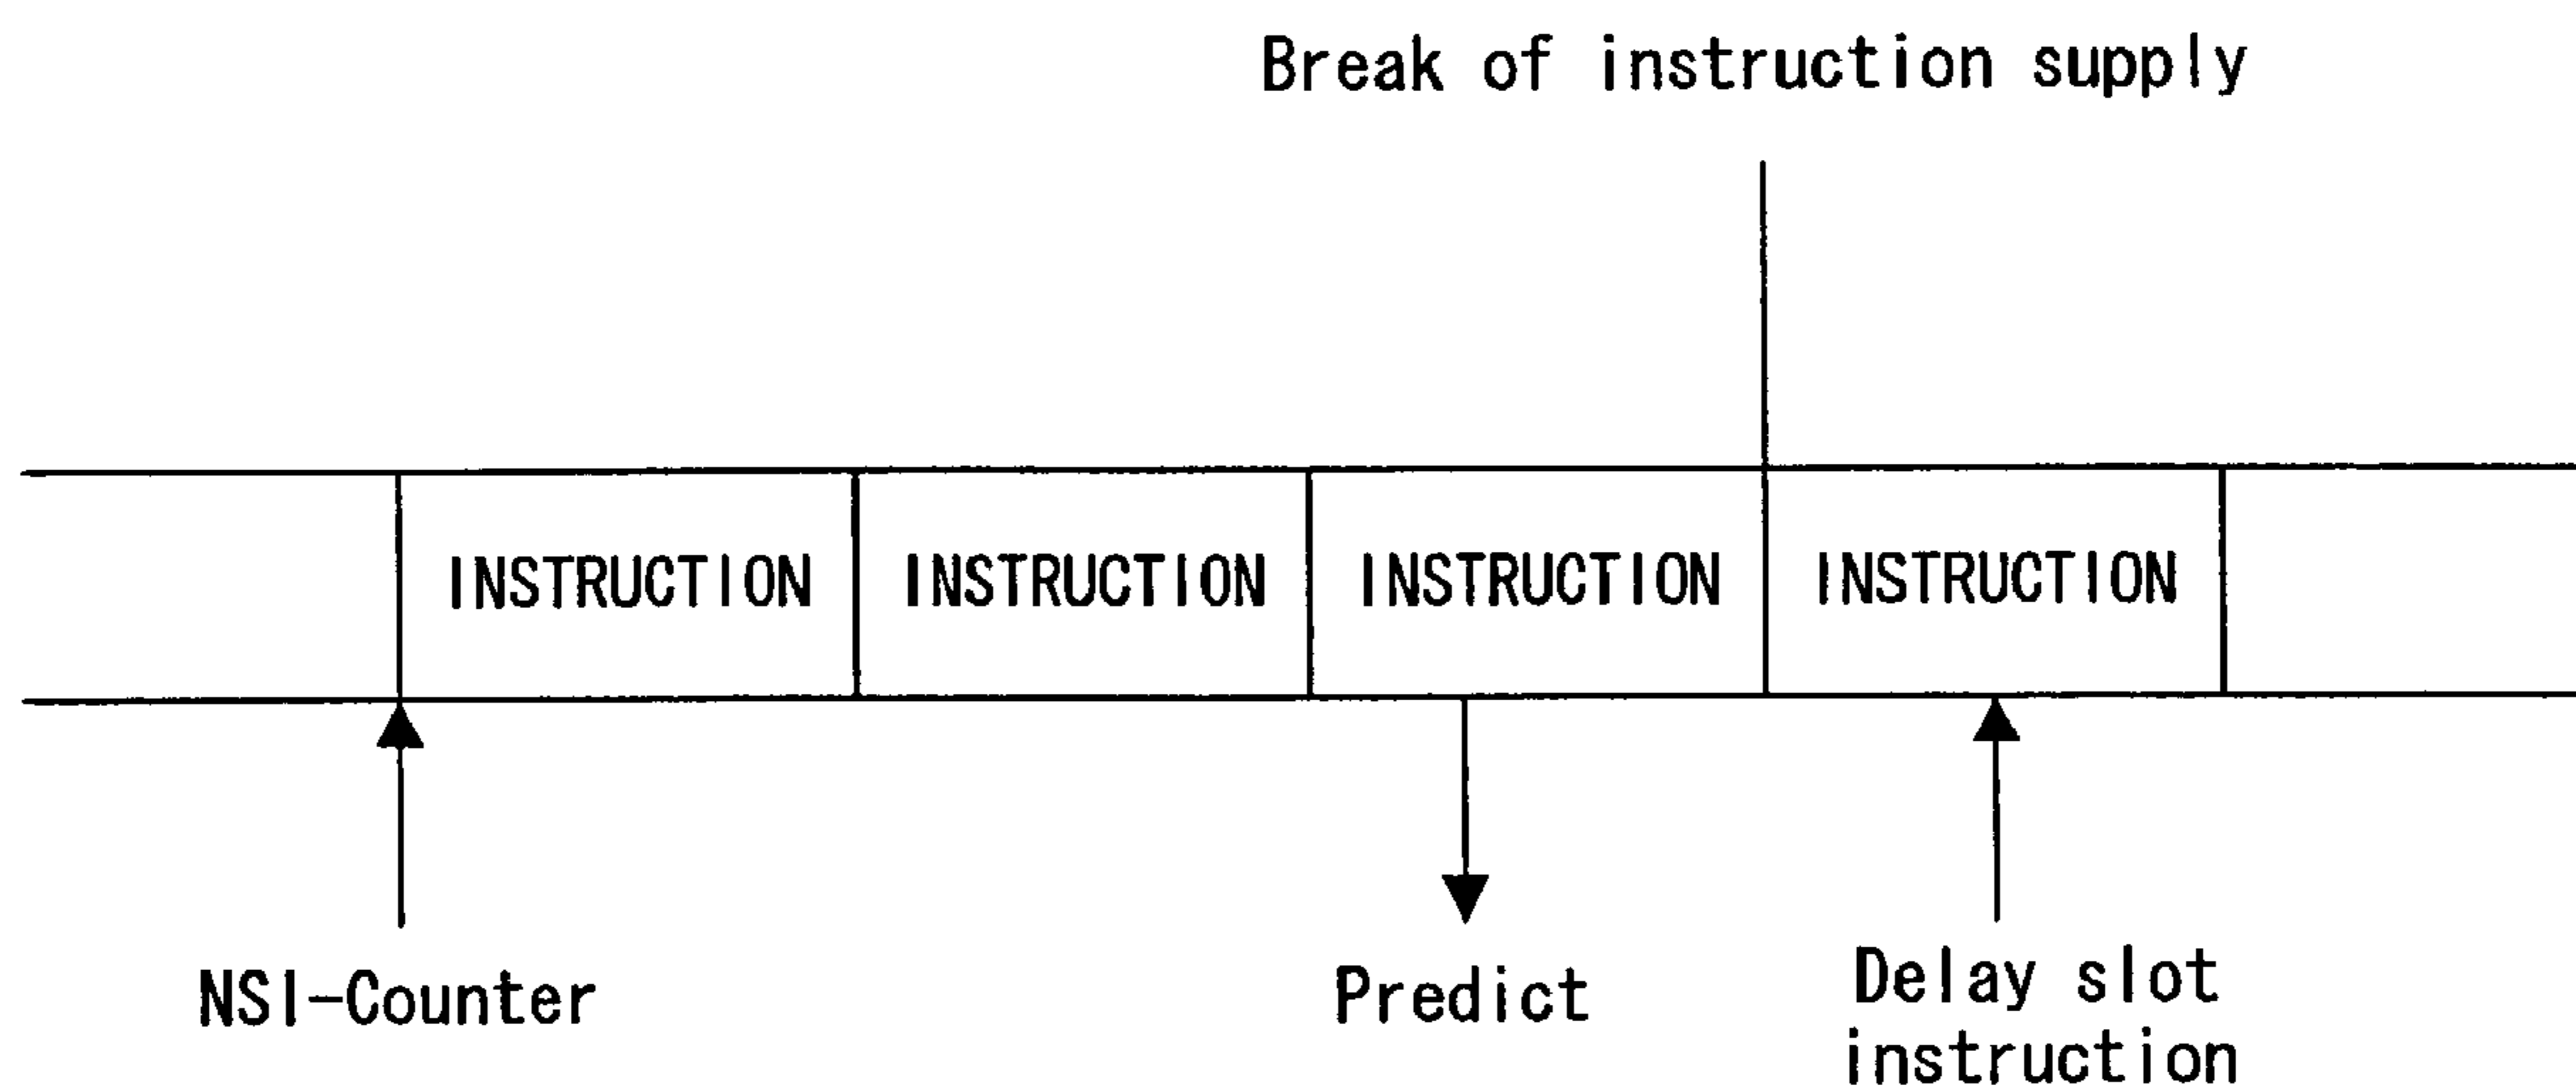 Break of instruction supply
INSTRUCTION INSTRUCTION INSTRUCTION INSTRUCTION
NSI-Counter
Predict
Delay slot
instruction